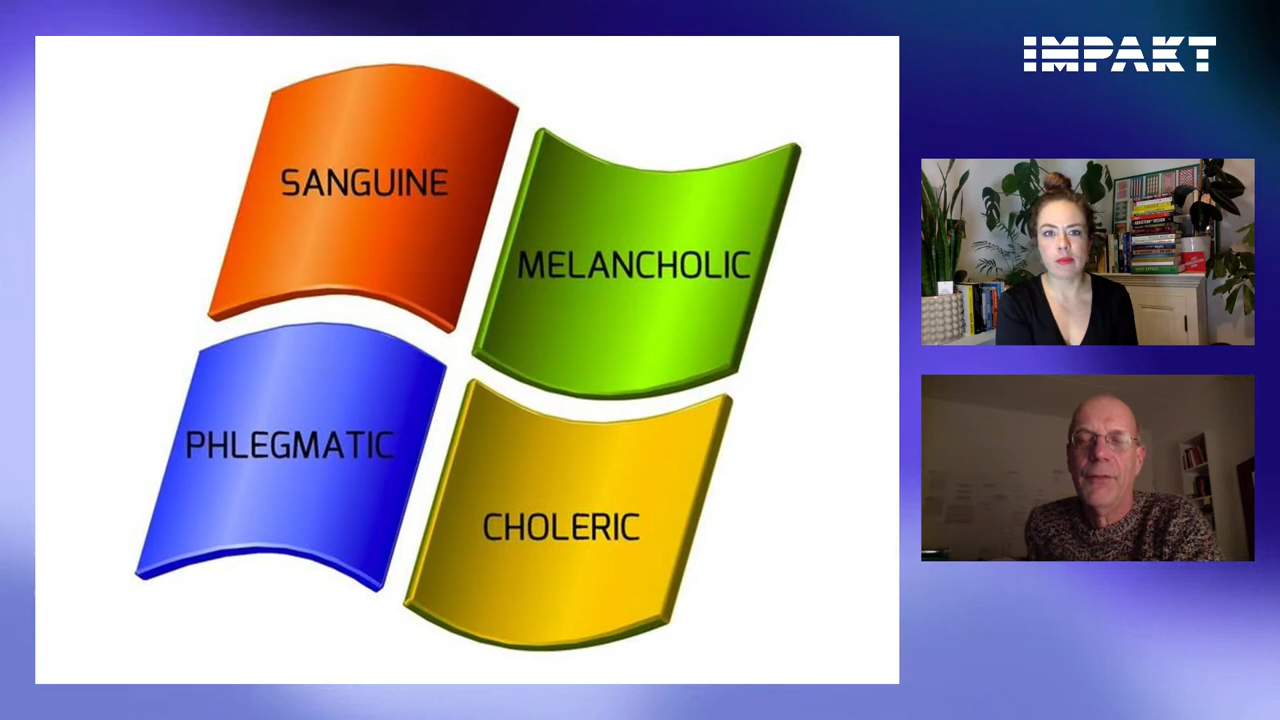 IMPAKT
SANGUINE
MELANCHOLIC
PHLEGMATIC
CHOLERIC